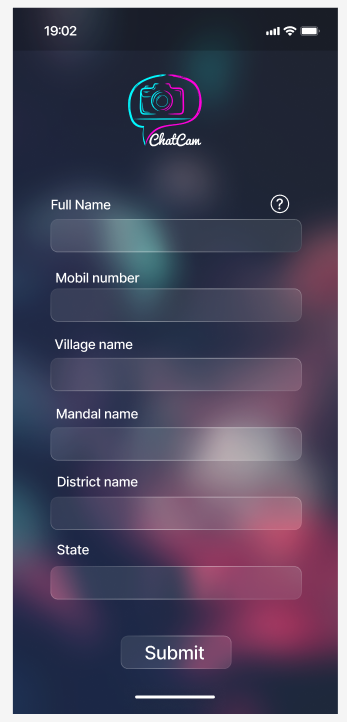 19:02
ChatCam
Full Name
?
Mobil number
Village name
Mandal name
District name
State
Submit